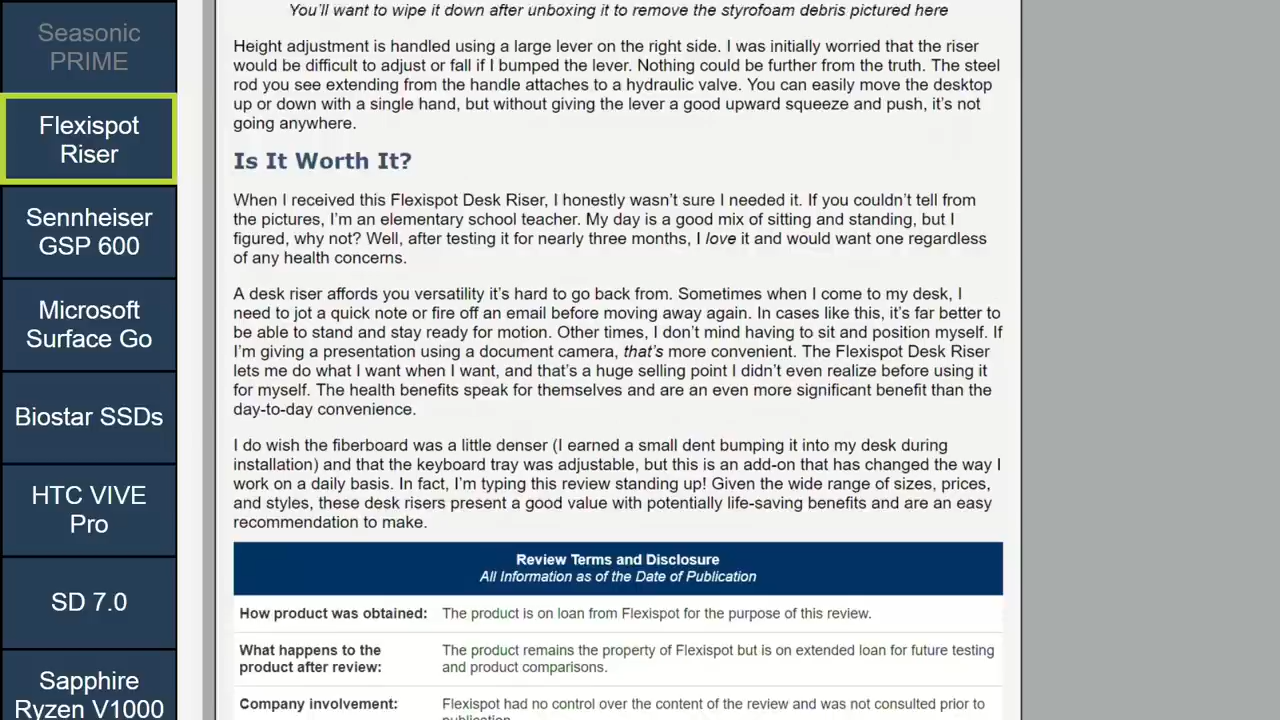 Seasonic
PRIME
Flexispot
Riser
Sennheiser
GSP 600
Microsoft
Surface Go
Biostar SSDs
HTC VIVE
Pro
SD 7.0
Sapphire
Ryzen V1000
You'll want to wipe it down after unboxing it to remove the styrofoam debris pictured here
Height adjustment is handled using a large lever on the right side. I was initially worried that the riser
would be difficult to adjust or fall if I bumped the lever. Nothing could be further from the truth. The steel
rod you see extending from the handle attaches to a hydraulic valve. You can easily move the desktop
up or down with a single hand, but without giving the lever a good upward squeeze and push, it's not
going anywhere.
Is It Worth It?
When I received this Flexispot Desk Riser, I honestly wasn't sure I needed it. If you couldn't tell from
the pictures, I'm an elementary school teacher. My day is a good mix of sitting and standing, but I
figured, why not? Well, after testing it for nearly three months, I love it and would want one regardless
of any health concerns.
A desk riser affords you versatility it's hard to go back from. Sometimes when I come to my desk, I
need to jot a quick note or fire off an email before moving away again. In cases like this, it's far better to
be able to stand and stay ready for motion. Other times, I don't mind having to sit and position myself. If
I'm giving a presentation using a document camera, that's more convenient. The Flexispot Desk Riser
lets me do what I want when I want, and that's a huge selling point I didn't even realize before using it
for myself. The health benefits speak for themselves and are an even more significant benefit than the
day-to-day convenience.
I do wish the fiberboard was a little denser (I earned a small dent bumping it into my desk during
installation) and that the keyboard tray was adjustable, but this is an add-on that has changed the way I
work on a daily basis. In fact, I'm typing this review standing up! Given the wide range of sizes, prices,
and styles, these desk risers present a good value with potentially life-saving benefits and are an easy
recommendation to make.
Review Terms and Disclosure
All Information as of the Date of Publication
How product was obtained: The product is on loan from Flexispot for the purpose of this review.
What happens to the The product remains the property of Flexispot but is on extended loan for future testing
product after review: and product comparisons.
Company involvement: Flexispot had no control over the content of the review and was not consulted prior to
publication.